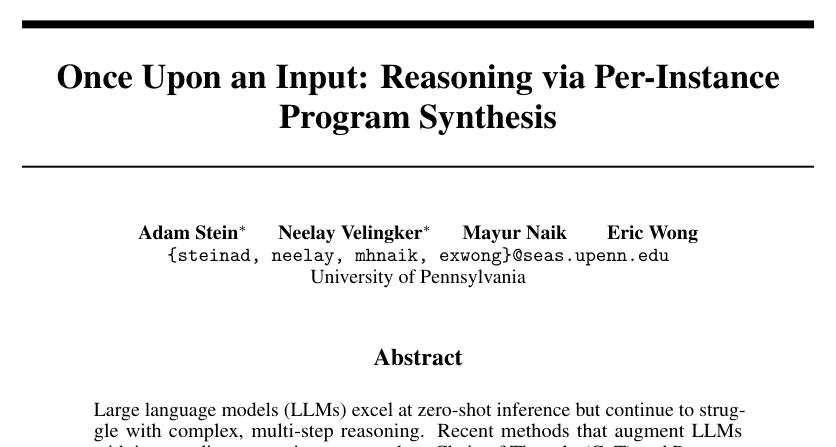 Once Upon an Input: Reasoning via Per-Instance
Program Synthesis
Adam Stein* Neelay Velingker* Mayur Naik Eric Wong
{steinad, neelay, mhnaik, exwong}@seas.upenn.edu
University of Pennsylvania
Abstract
Large language models (LLMs) excel at zero-shot inference but continue to strug-
gle with complex, multi-step reasoning. Recent methods that augment LLMs